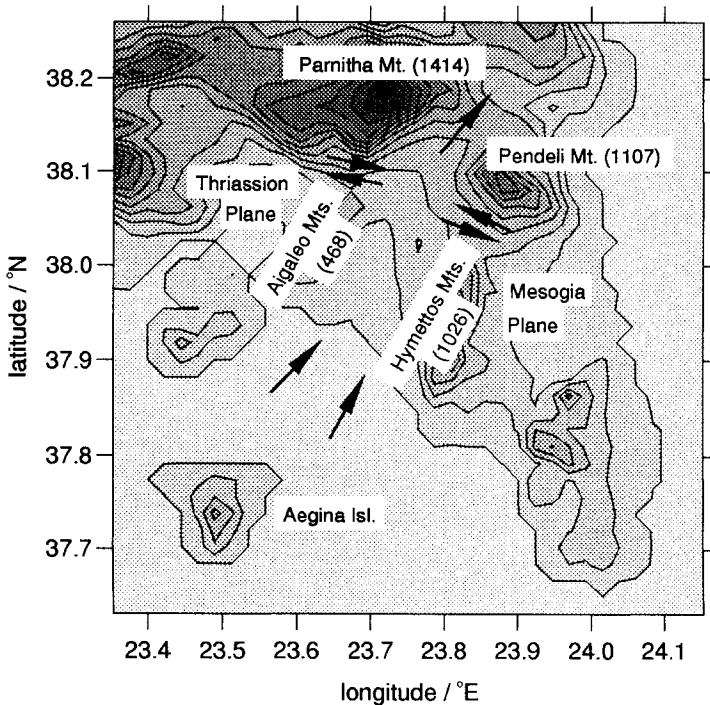 Parnitha Mt. (1414)
38.2
Pendeli Mt. (1107)
38.1
Thriassion
Plane
Aigaleo Mts.
(468)
38.0
Hymettos Mts.
(1026)
Mesogia
Plane
latitude / °N
37.9
37.8
Aegina Isl.
37.7
23.4 23.5 23.6 23.7 23.8 23.9 24.0 24.1
longitude / °E